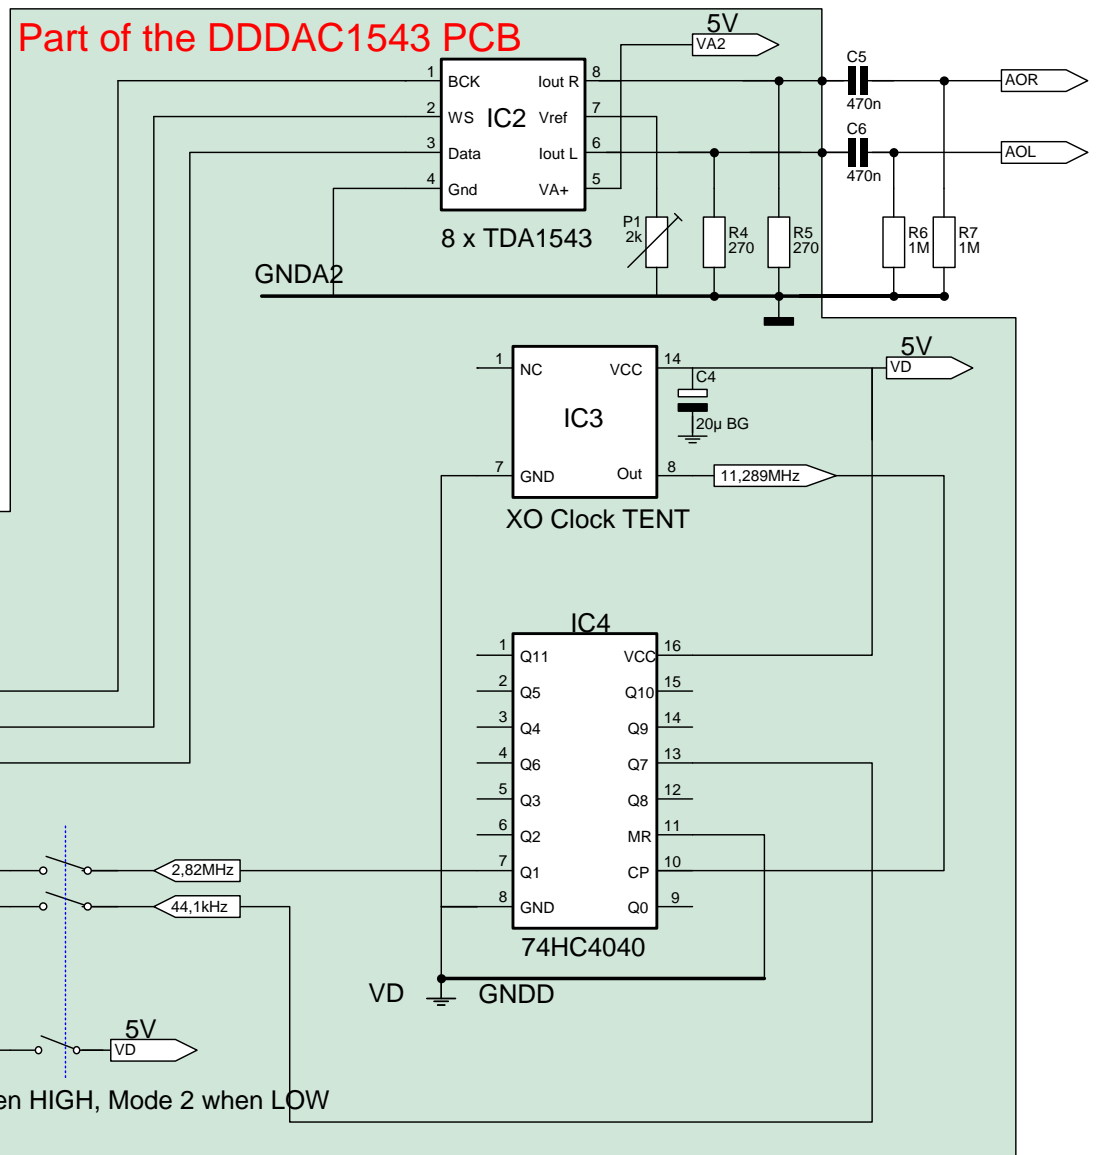 Part of the DDDAC1543 PCB
5V
VA2
1 BCK Iout R 8
2 WS IC2 Vref 7
3 Data Iout L 6
4 Gnd VA+ 5
8 x TDA1543
C5
470n
AOR
C6
470n
AOL
P1
2k
R4
270
R5
270
R6
1M
R7
1M
GNDA2
5V
VD
1 NC VCC 14
IC3
7 GND Out 8
C4
20µ BG
11,289MHz
XO Clock TENT
IC4
1 Q11 VCC 16
2 Q5 Q10 15
3 Q4 Q9 14
4 Q6 Q7 13
5 Q3 Q8 12
6 Q2 MR 11
7 Q1 CP 10
8 GND Q0 9
74HC4040
2,82MHz
44,1kHz
VD GNDD
5V
VD
en HIGH, Mode 2 when LOW